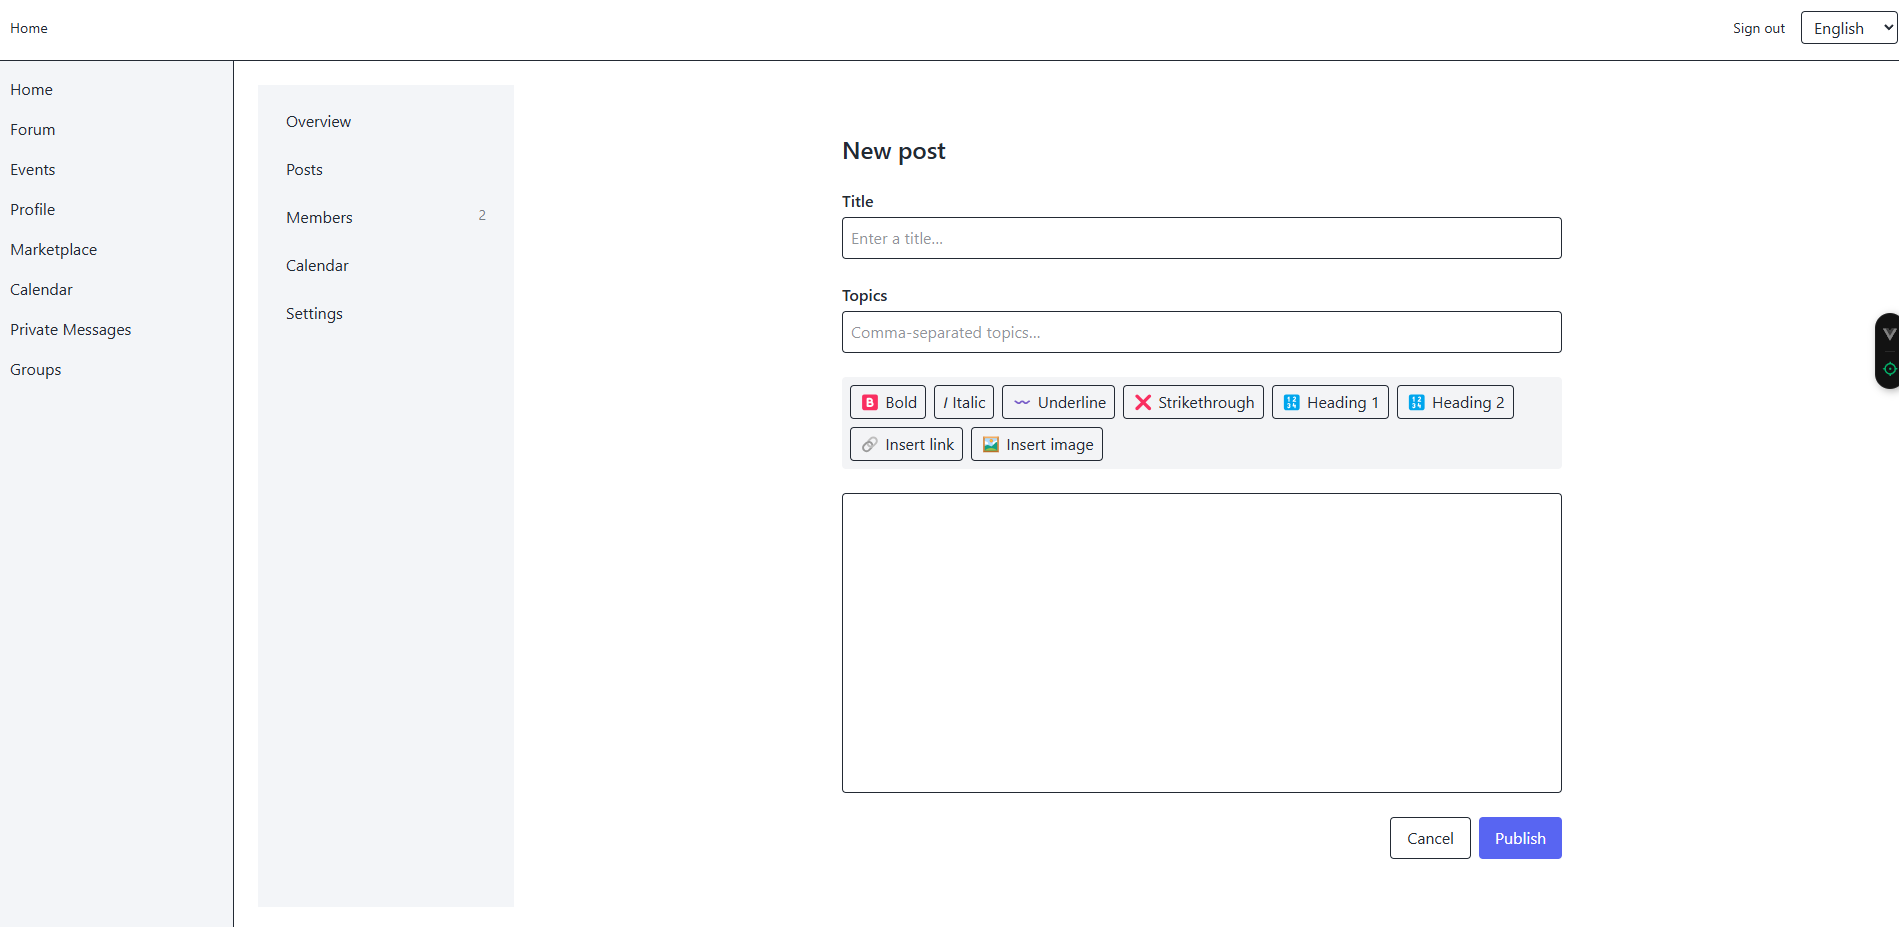 Home
Sign out
English
Home
Forum
Events
Profile
Marketplace
Calendar
Private Messages
Groups
Overview
Posts
Members 2
Calendar
Settings
New post
Title
Enter a title...
Topics
Comma-separated topics...
B Bold
I Italic
Underline
Strikethrough
1234 Heading 1
1234 Heading 2
Insert link
Insert image
Cancel
Publish